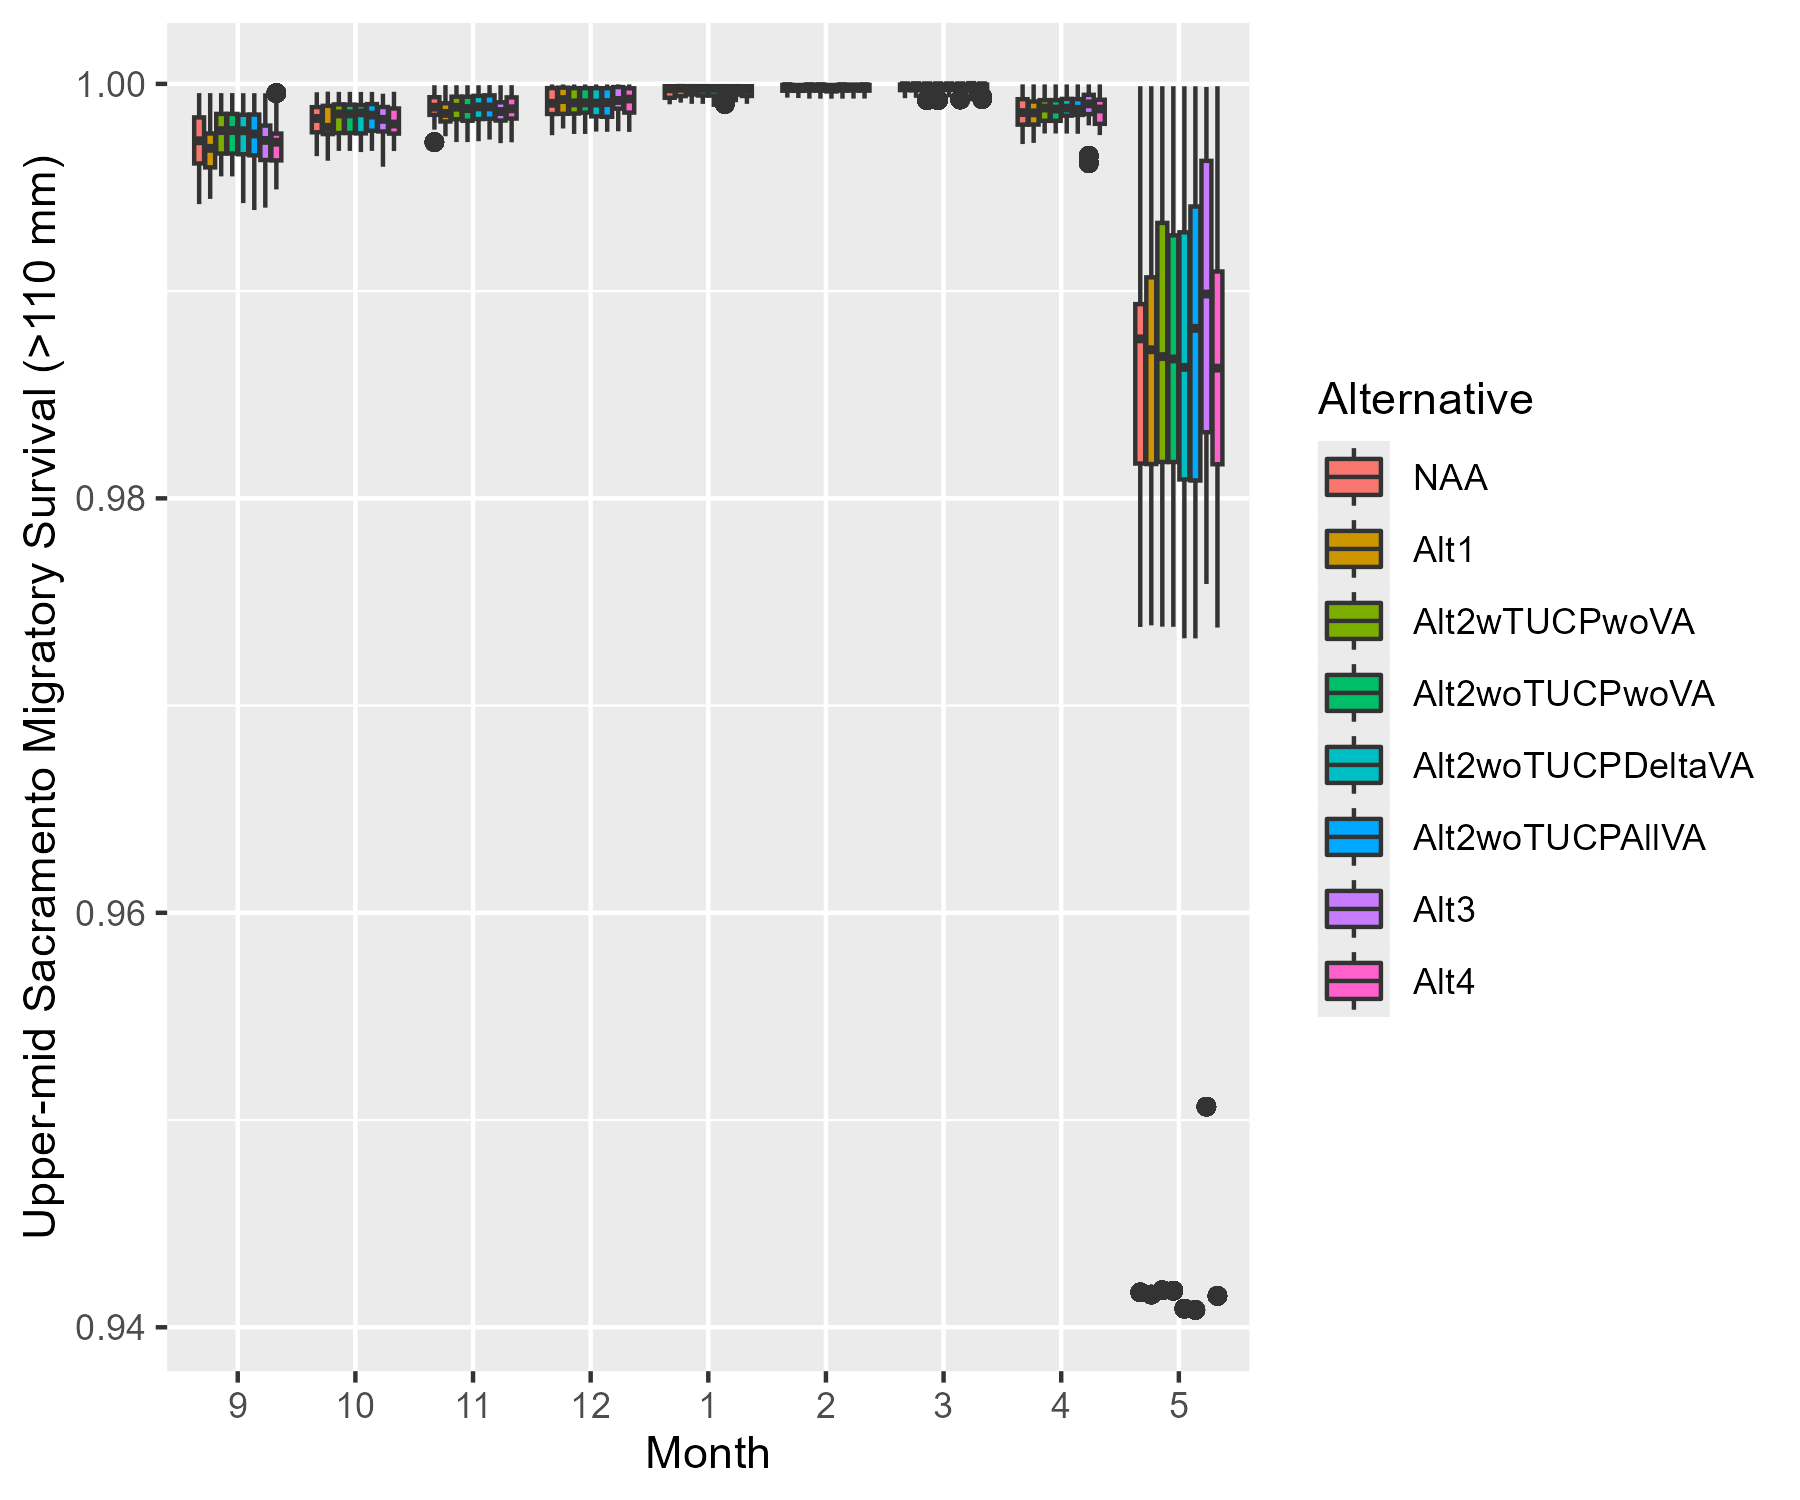 Upper-mid Sacramento Migratory Survival (>110 mm)
1.00
0.98
0.96
0.94
9 10 11 12 1 2 3 4 5
Month
Alternative
NAA
Alt1
Alt2wTUCPwoVA
Alt2woTUCPwoVA
Alt2woTUCPDeltaVA
Alt2woTUCPAllVA
Alt3
Alt4